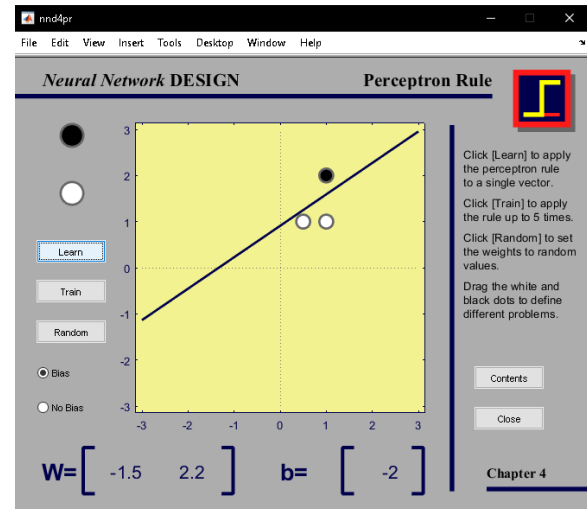 nnd4pr
File Edit View Insert Tools Desktop Window Help
Neural Network DESIGN
Perceptron Rule
Click [Learn] to apply
the perceptron rule
to a single vector.
Click [Train] to apply
the rule up to 5 times.
Click [Random] to set
the weights to random
values.
Drag the white and
black dots to define
different problems.
Learn
Train
Random
Bias
No Bias
3
2
1
0
-1
-2
-3
-3 -2 -1 0 1 2 3
Contents
Close
W= -1.5 2.2 b= -2
Chapter 4